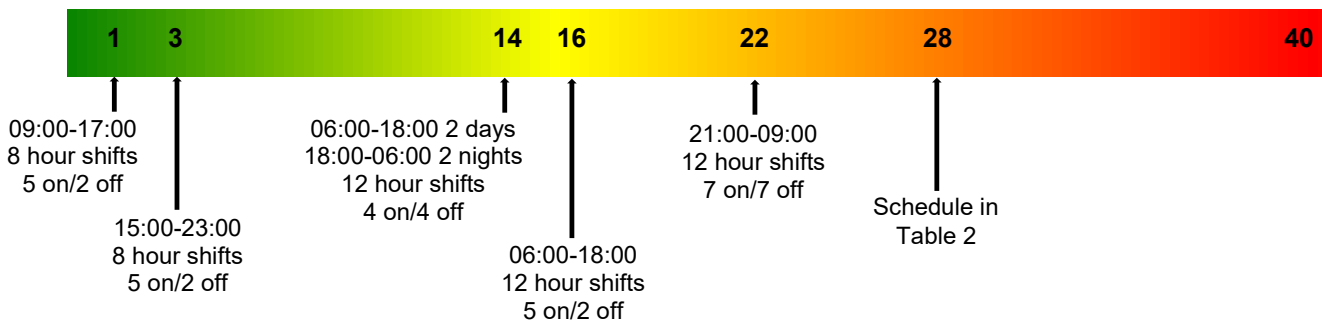 1 3 14 16 22 28 40
09:00-17:00
8 hour shifts
5 on/2 off
15:00-23:00
8 hour shifts
5 on/2 off
06:00-18:00 2 days
18:00-06:00 2 nights
12 hour shifts
4 on/4 off
06:00-18:00
12 hour shifts
5 on/2 off
21:00-09:00
12 hour shifts
7 on/7 off
Schedule in
Table 2